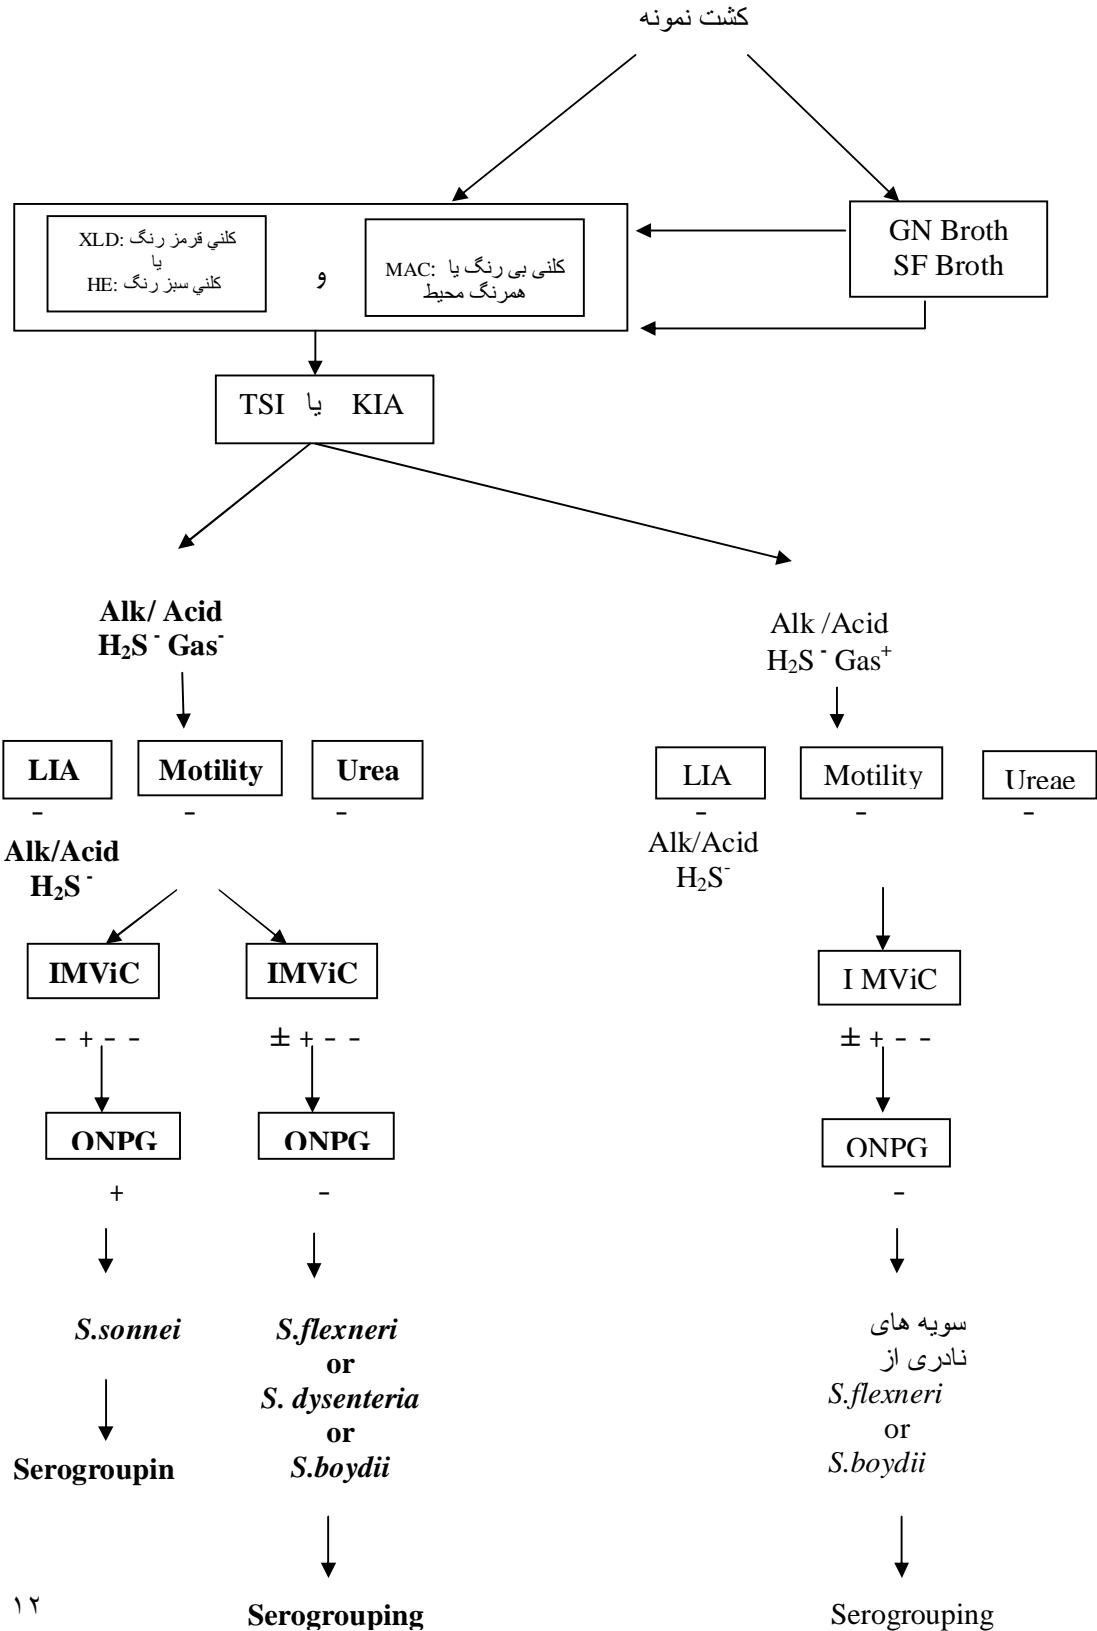 کشت نمونه
XLD: کلني قرمز رنگ
یا
HE: کلني سبز رنگ
و
MAC: کلنی بی رنگ یا
همرنگ محیط
GN Broth
SF Broth
TSI یا KIA
Alk/ Acid
H₂S ⁻ Gas⁻
Alk /Acid
H₂S ⁻ Gas⁺
LIA Motility Urea
- - -
Alk/Acid
H₂S ⁻
LIA Motility Ureae
- - -
Alk/Acid
H₂S⁻
IMViC IMViC I MViC
- + - - ± + - - ± + - -
ONPG ONPG ONPG
+ - -
S.sonnei
Serogroupin
S.flexneri
or
S. dysenteria
or
S.boydii
Serogrouping
سویه های
نادری از
S.flexneri
or
S.boydii
Serogrouping
۱۲